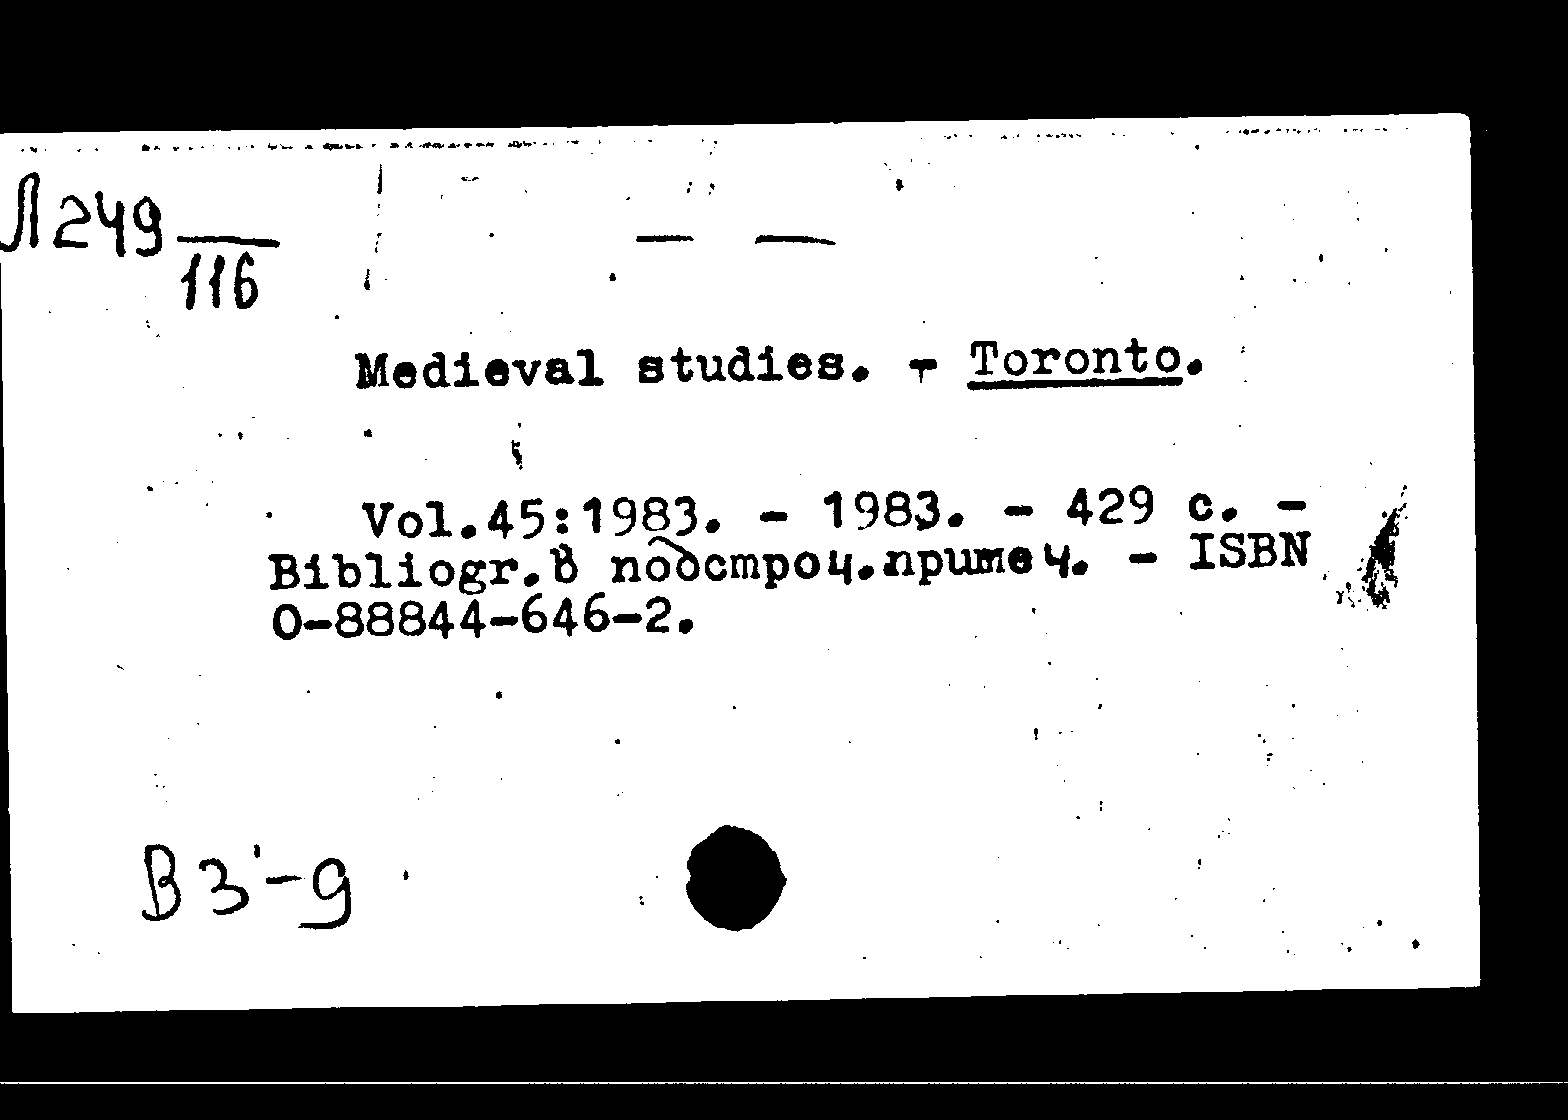 Л249
116
Medieval studies. - Toronto.
Vol.45:1983. - 1983. - 429 с. -
Bibliogr.в подстроч.примеч. - ISBN
0-88844-646-2.
В3-9